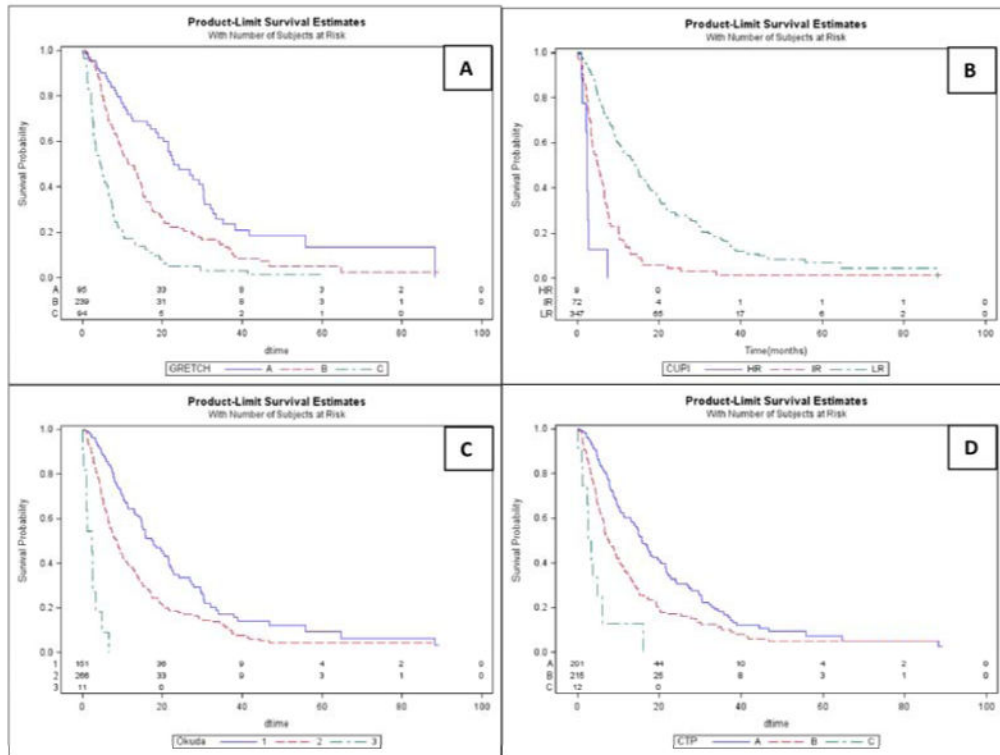 Product-Limit Survival Estimates
With Number of Subjects at Risk
A
Survival Probability
1.0
0.8
0.6
0.4
0.2
0.0
A 95 33 8 3 2 0
B 239 31 8 3 1 0
C 94 5 2 1 0
0 20 40 60 80 100
dtime
GRETCH A B C
Product-Limit Survival Estimates
With Number of Subjects at Risk
B
Survival Probability
1.0
0.8
0.6
0.4
0.2
0.0
HR 9 0
IR 72 4 1 1 1 0
LR 347 65 17 6 2 0
0 20 40 60 80 100
Time(months)
CUPI HR IR LR
Product-Limit Survival Estimates
With Number of Subjects at Risk
C
Survival Probability
1.0
0.8
0.6
0.4
0.2
0.0
1 151 36 9 4 2 0
2 266 33 9 3 1 0
3 11 0
0 20 40 60 80 100
dtime
Okuda 1 2 3
Product-Limit Survival Estimates
With Number of Subjects at Risk
D
Survival Probability
1.0
0.8
0.6
0.4
0.2
0.0
A 201 44 10 4 2 0
B 215 25 8 3 1 0
C 12 0
0 20 40 60 80 100
dtime
CTP A B C